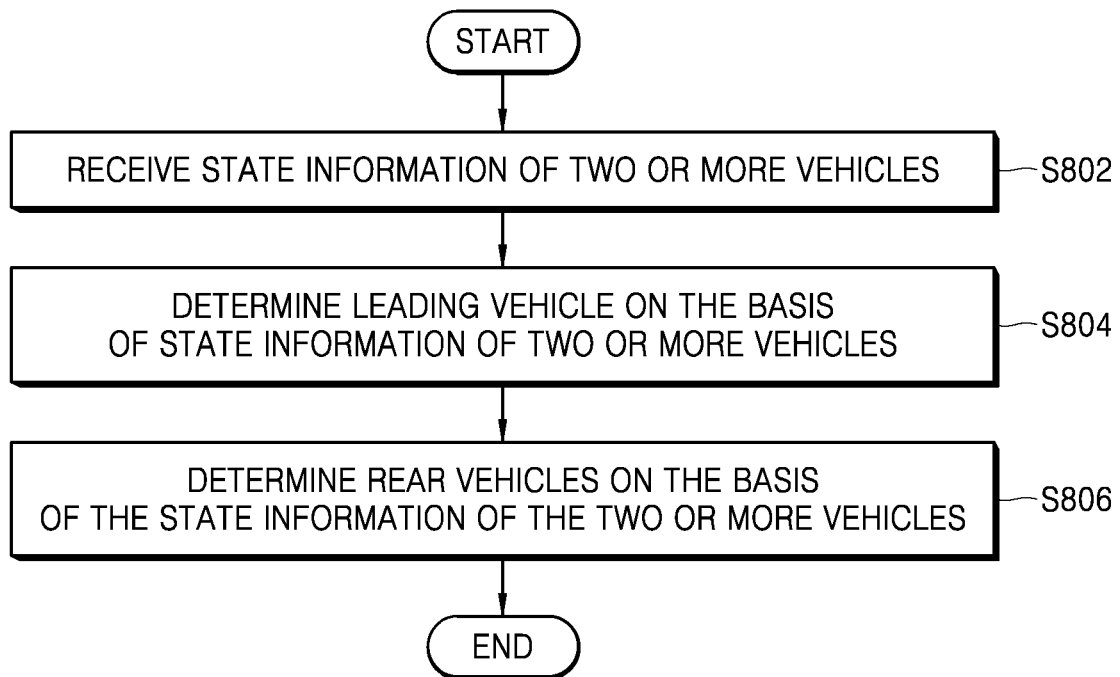 START
RECEIVE STATE INFORMATION OF TWO OR MORE VEHICLES
S802
DETERMINE LEADING VEHICLE ON THE BASIS
OF STATE INFORMATION OF TWO OR MORE VEHICLES
S804
DETERMINE REAR VEHICLES ON THE BASIS
OF THE STATE INFORMATION OF THE TWO OR MORE VEHICLES
S806
END